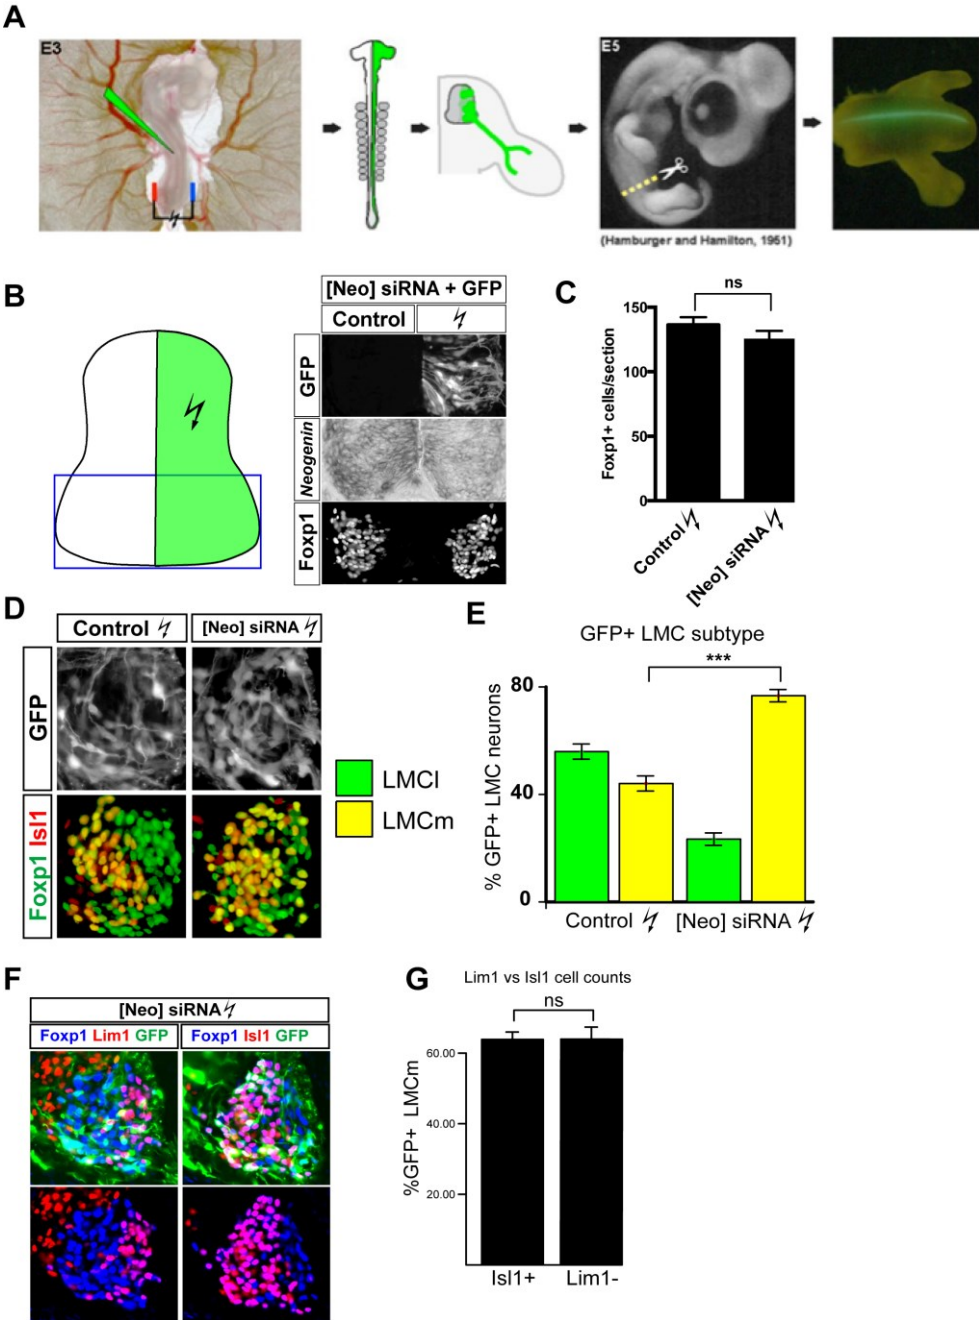 A
E3
E5
(Hamburger and Hamilton, 1951)
B
[Neo] siRNA + GFP
Control
GFP
Neogenin
Foxp1
C
ns
150
100
50
0
Foxp1+ cells/section
Control
[Neo] siRNA
D
Control
[Neo] siRNA
GFP
Foxp1 Isl1
LMCl
LMCm
E
GFP+ LMC subtype
***
80
40
0
% GFP+ LMC neurons
Control
[Neo] siRNA
F
[Neo] siRNA
Foxp1 Lim1 GFP
Foxp1 Isl1 GFP
G
Lim1 vs Isl1 cell counts
ns
60.00
40.00
20.00
%GFP+ LMCm
Isl1+
Lim1-